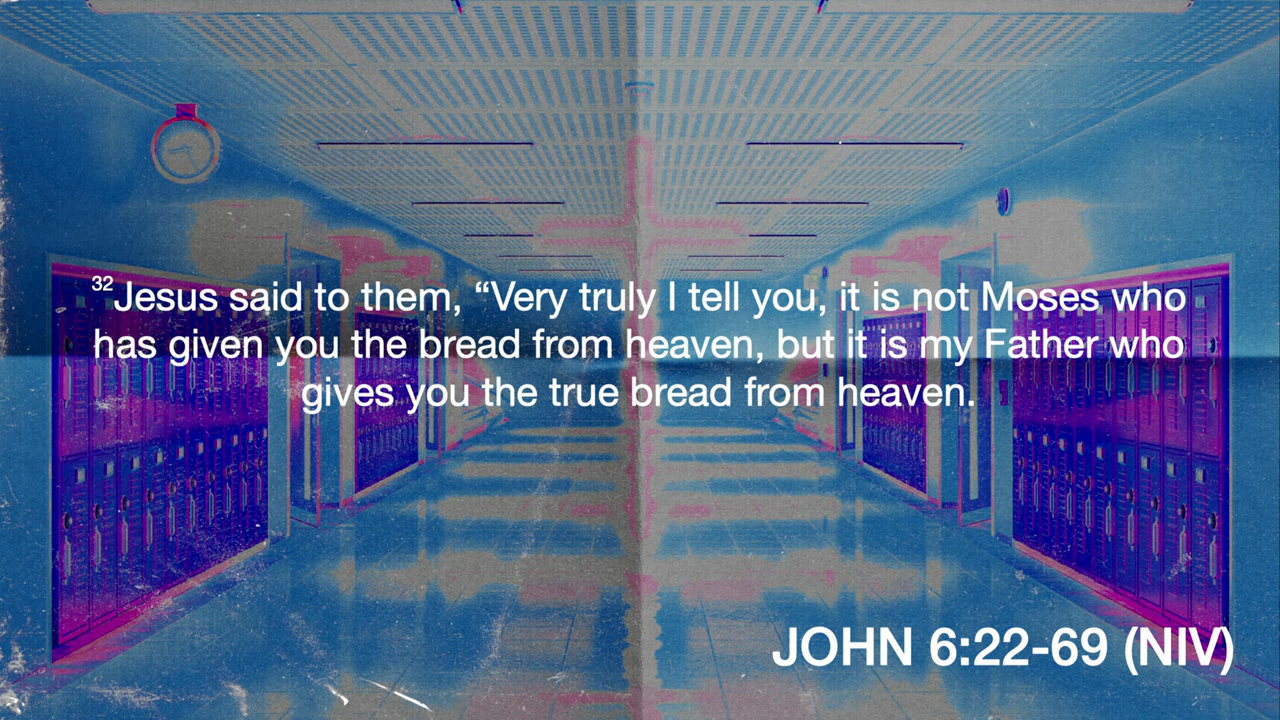 32Jesus said to them, “Very truly I tell you, it is not Moses who
has given you the bread from heaven, but it is my Father who
gives you the true bread from heaven.
JOHN 6:22-69 (NIV)